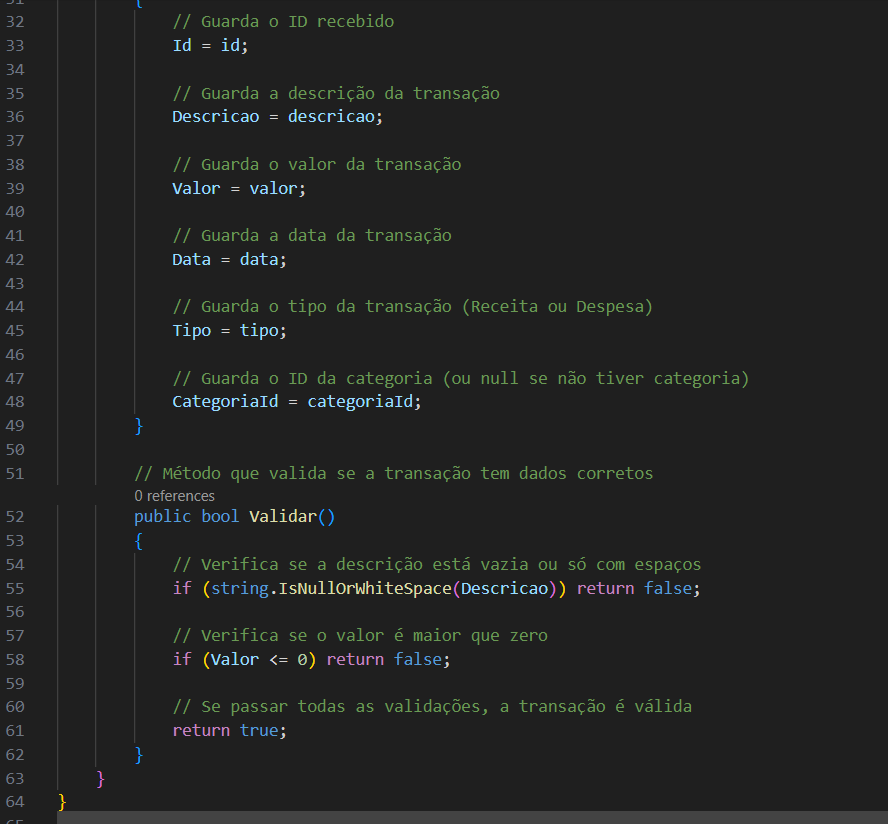 31 {
32 // Guarda o ID recebido
33 Id = id;
34
35 // Guarda a descrição da transação
36 Descricao = descricao;
37
38 // Guarda o valor da transação
39 Valor = valor;
40
41 // Guarda a data da transação
42 Data = data;
43
44 // Guarda o tipo da transação (Receita ou Despesa)
45 Tipo = tipo;
46
47 // Guarda o ID da categoria (ou null se não tiver categoria)
48 CategoriaId = categoriaId;
49 }
50
51 // Método que valida se a transação tem dados corretos
0 references
52 public bool Validar()
53 {
54 // Verifica se a descrição está vazia ou só com espaços
55 if (string.IsNullOrWhiteSpace(Descricao)) return false;
56
57 // Verifica se o valor é maior que zero
58 if (Valor <= 0) return false;
59
60 // Se passar todas as validações, a transação é válida
61 return true;
62 }
63 }
64 }
65